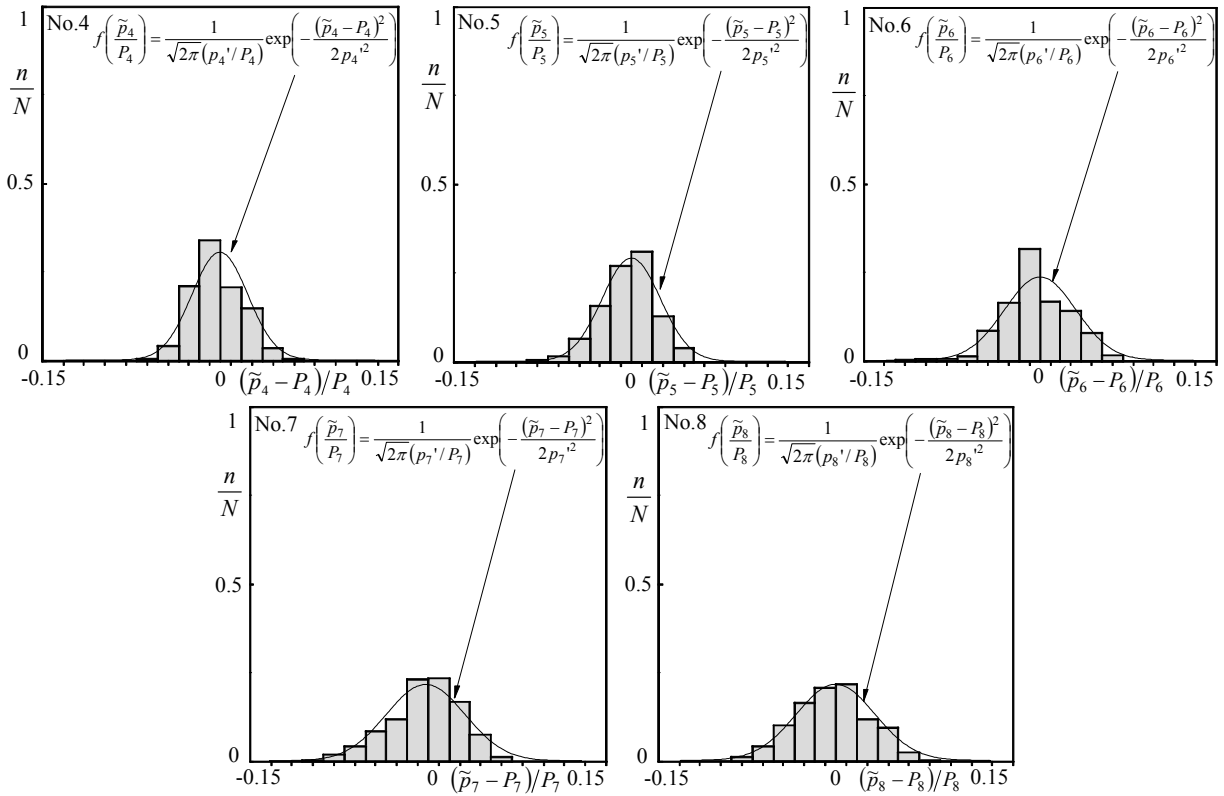 1 No.4 f(p̃₄/P₄) = 1/(√2π(p₄'/P₄)) exp(-(p̃₄ – P₄)²/2p₄'²)
n/N
0.5
0
-0.15 0 (p̃₄ – P₄)/P₄ 0.15
1 No.5 f(p̃₅/P₅) = 1/(√2π(p₅'/P₅)) exp(-(p̃₅ – P₅)²/2p₅'²)
n/N
0.5
0
-0.15 0 (p̃₅ – P₅)/P₅ 0.15
1 No.6 f(p̃₆/P₆) = 1/(√2π(p₆'/P₆)) exp(-(p̃₆ – P₆)²/2p₆'²)
n/N
0.5
0
-0.15 0 (p̃₆ – P₆)/P₆ 0.15
1 No.7 f(p̃₇/P₇) = 1/(√2π(p₇'/P₇)) exp(-(p̃₇ – P₇)²/2p₇'²)
n/N
0.5
0
-0.15 0 (p̃₇ – P₇)/P₇ 0.15
1 No.8 f(p̃₈/P₈) = 1/(√2π(p₈'/P₈)) exp(-(p̃₈ – P₈)²/2p₈'²)
n/N
0.5
0
-0.15 0 (p̃₈ – P₈)/P₈ 0.15